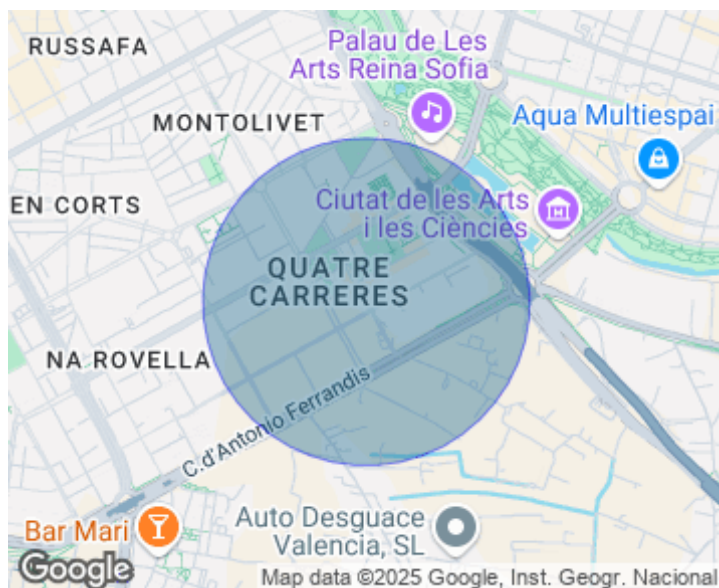 RUSSAFA
Palau de Les
Arts Reina Sofia
MONTOLIVET
Aqua Multiespai
EN CORTS
Ciutat de les Arts
i les Ciències
QUATRE
CARRERES
NA ROVELLA
C.d'Antonio Ferrandis
Bar Mari
Auto Desguace
Valencia, SL
Google
Map data ©2025 Google, Inst. Geogr. Nacional